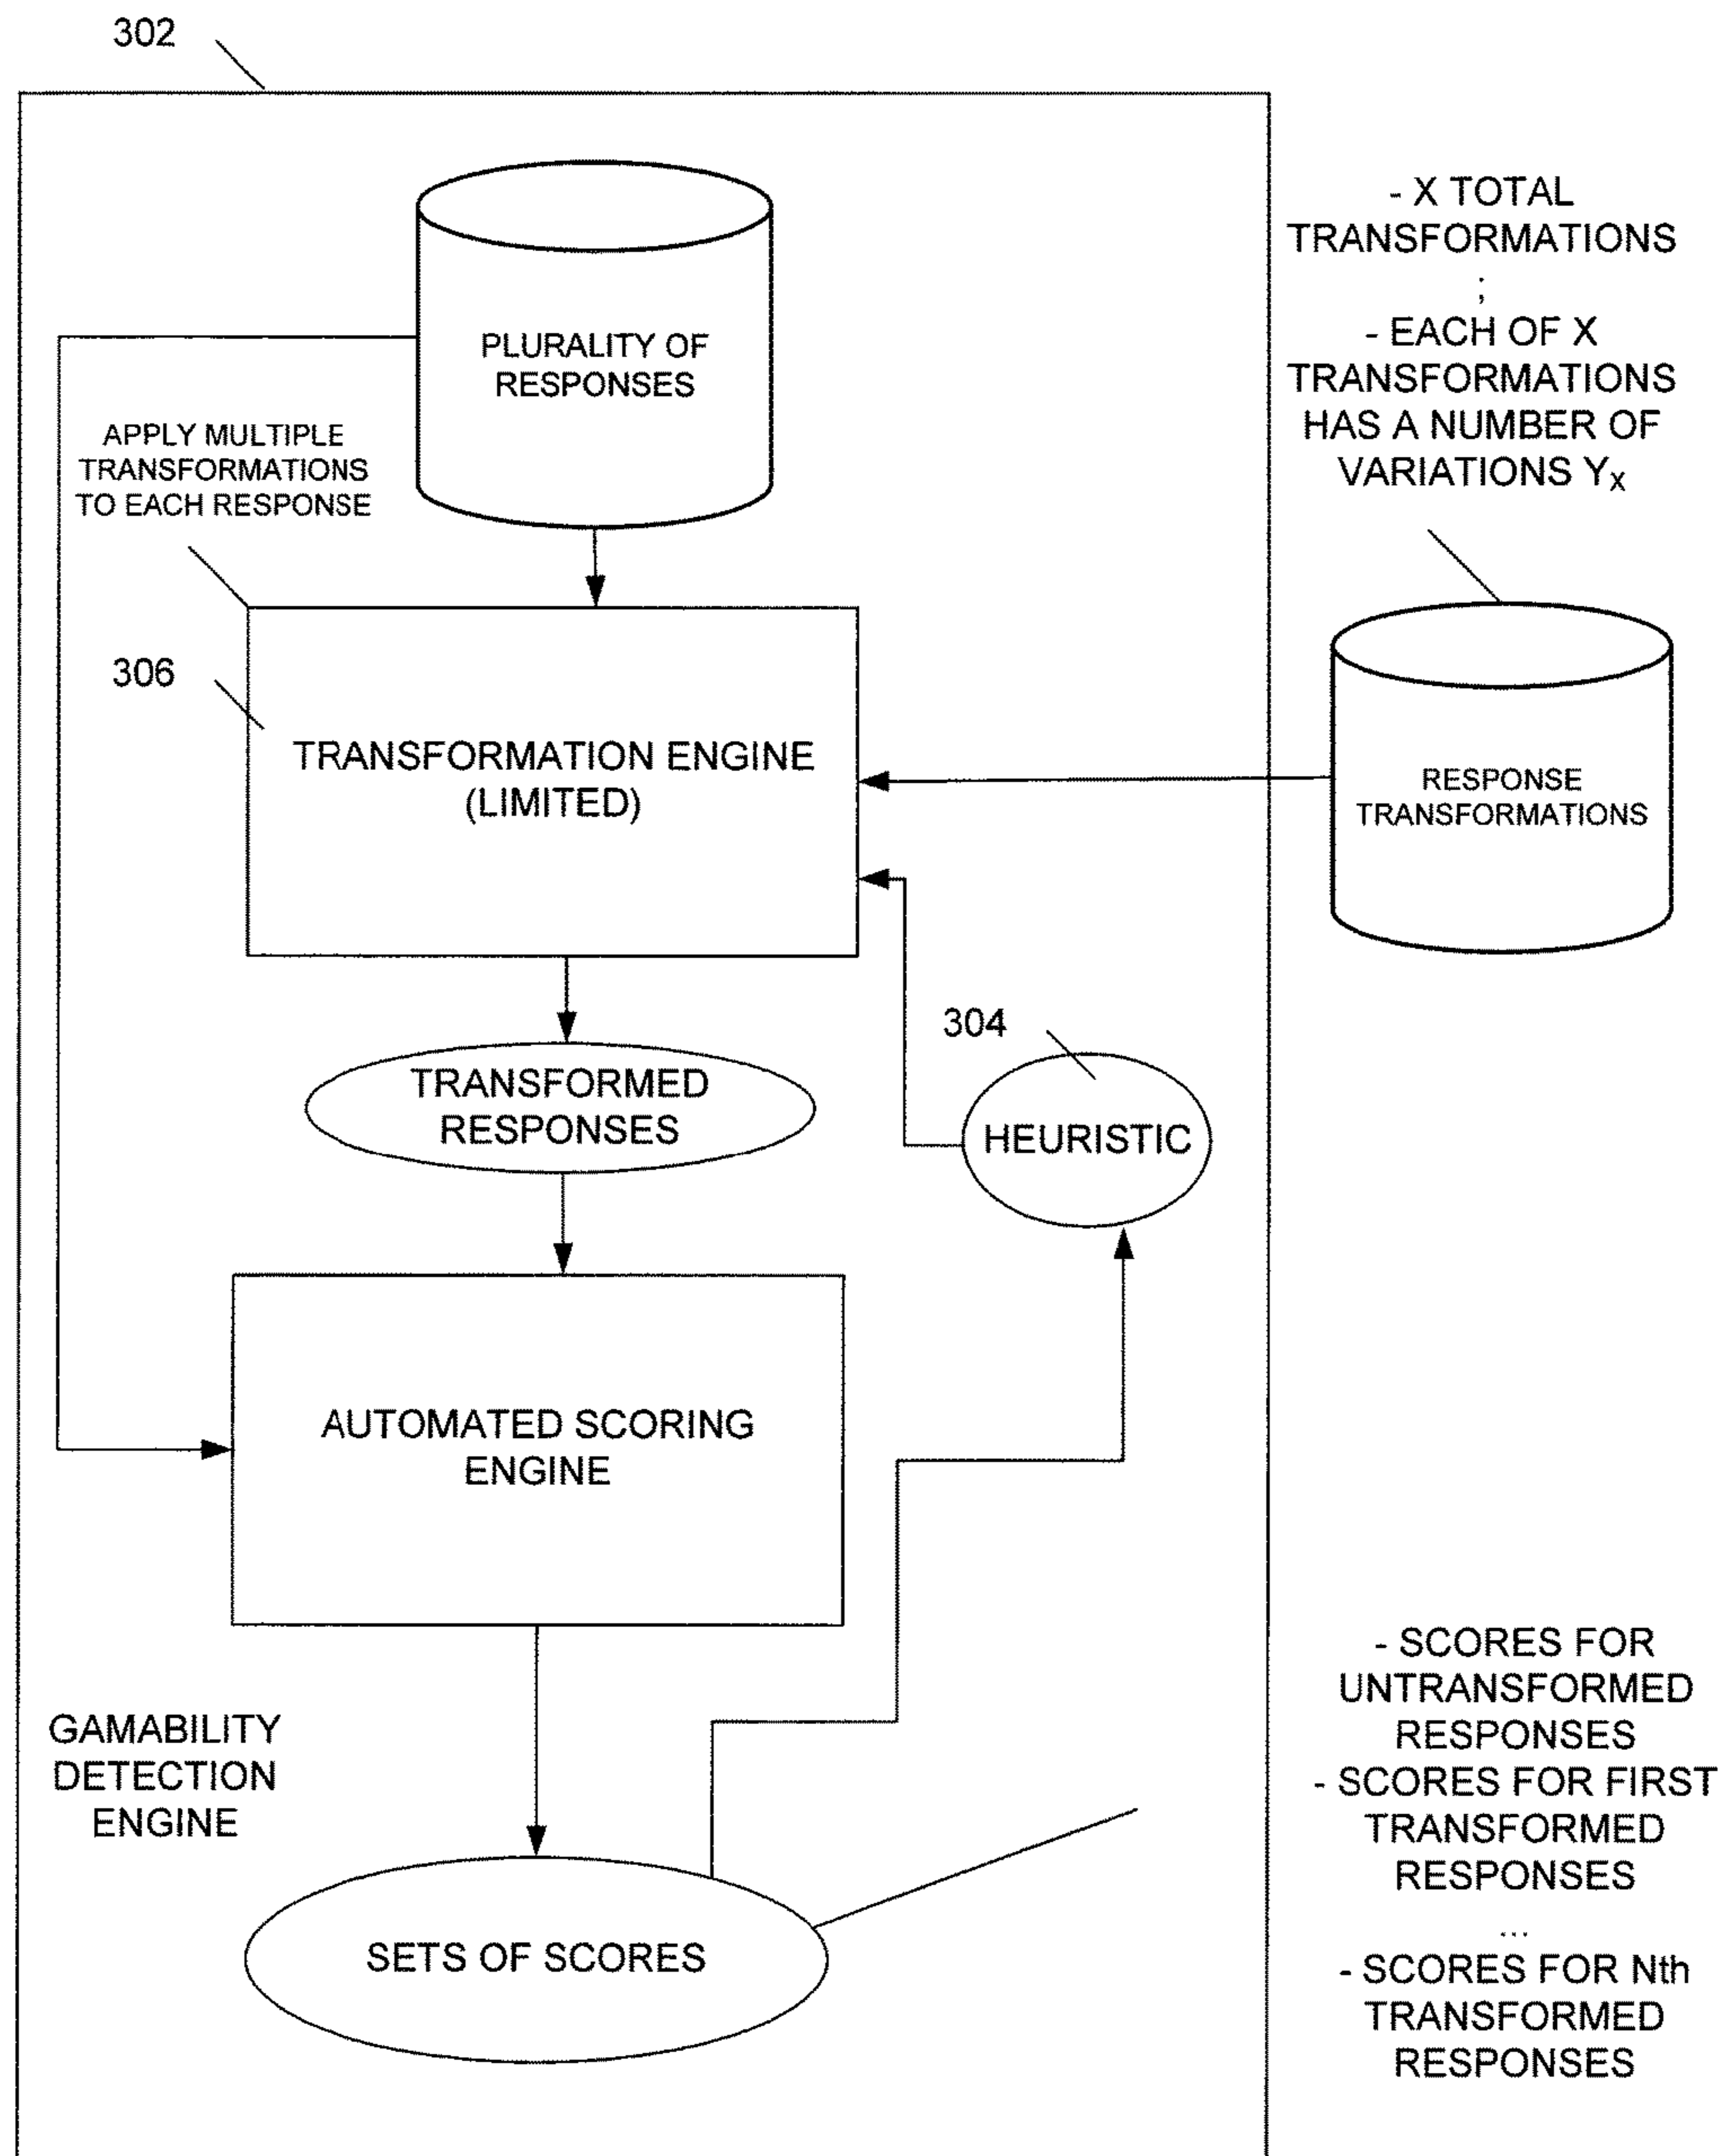 302
- X TOTAL
TRANSFORMATIONS
;
- EACH OF X
TRANSFORMATIONS
HAS A NUMBER OF
VARIATIONS Yₓ
PLURALITY OF
RESPONSES
APPLY MULTIPLE
TRANSFORMATIONS
TO EACH RESPONSE
306
TRANSFORMATION ENGINE
(LIMITED)
RESPONSE
TRANSFORMATIONS
304
TRANSFORMED
RESPONSES
HEURISTIC
AUTOMATED SCORING
ENGINE
GAMABILITY
DETECTION
ENGINE
- SCORES FOR
UNTRANSFORMED
RESPONSES
- SCORES FOR FIRST
TRANSFORMED
RESPONSES
...
- SCORES FOR Nth
TRANSFORMED
RESPONSES
SETS OF SCORES